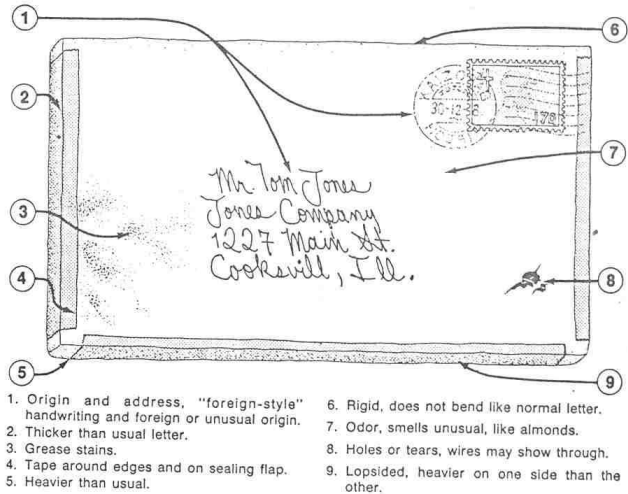 1
6
2
178
7
Mr. Tom Jones
Jones Company
3
1227 Main St.
Cooksvill, Ill.
4
8
5
9
1. Origin and address, "foreign-style"
handwriting and foreign or unusual origin.
2. Thicker than usual letter.
3. Grease stains.
4. Tape around edges and on sealing flap.
5. Heavier than usual.
6. Rigid, does not bend like normal letter.
7. Odor, smells unusual, like almonds.
8. Holes or tears, wires may show through.
9. Lopsided, heavier on one side than the
other.